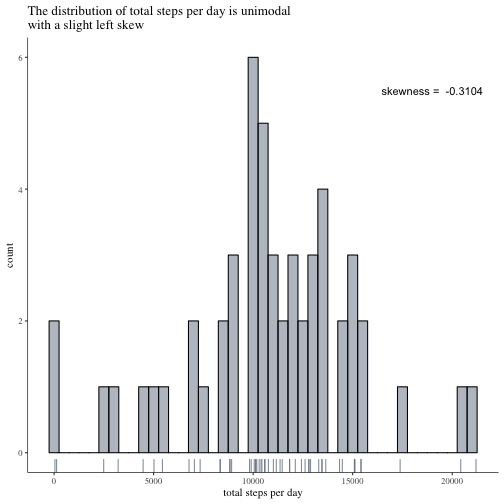 The distribution of total steps per day is unimodal
with a slight left skew
skewness = -0.3104
6
4
2
0
count
0 5000 10000 15000 20000
total steps per day